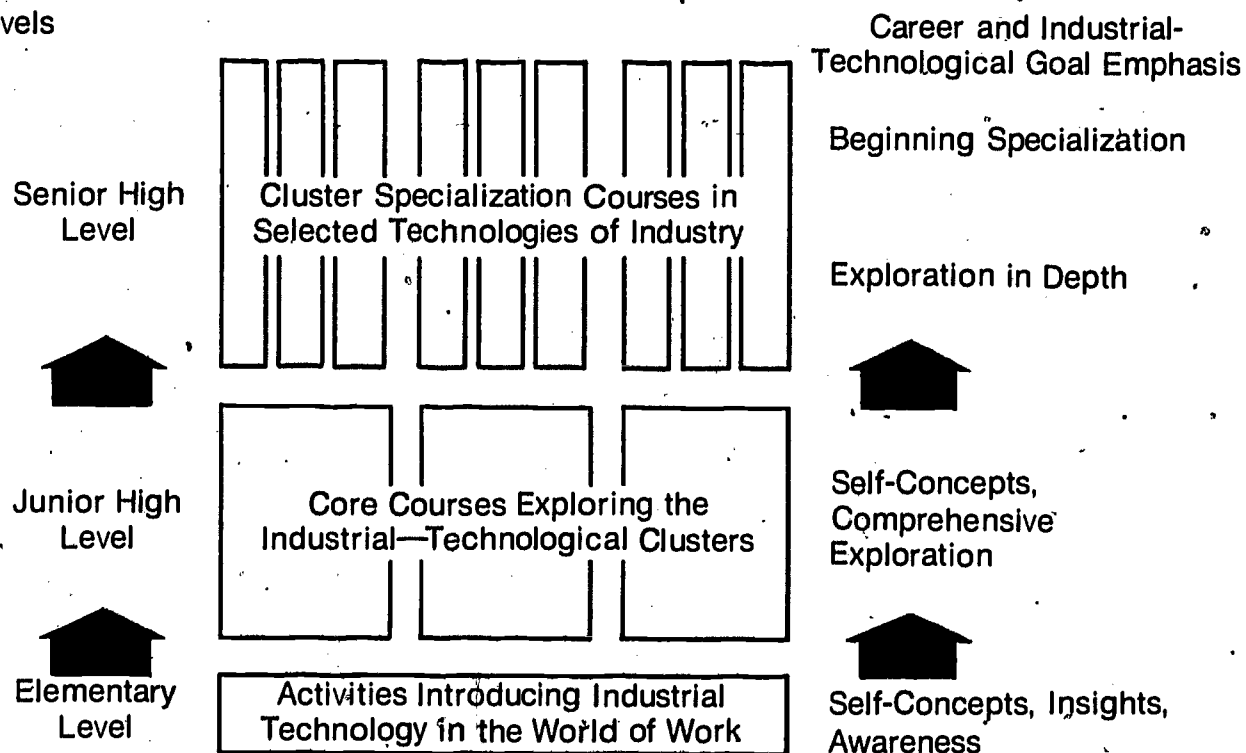 vels
Career and Industrial-
Technological Goal Emphasis
Beginning Specialization
Senior High
Level
Cluster Specialization Courses in
Selected Technologies of Industry
Exploration in Depth
Junior High
Level
Core Courses Exploring the
Industrial—Technological Clusters
Self-Concepts,
Comprehensive
Exploration
Elementary
Level
Activities Introducing Industrial
Technology in the World of Work
Self-Concepts, Insights,
Awareness